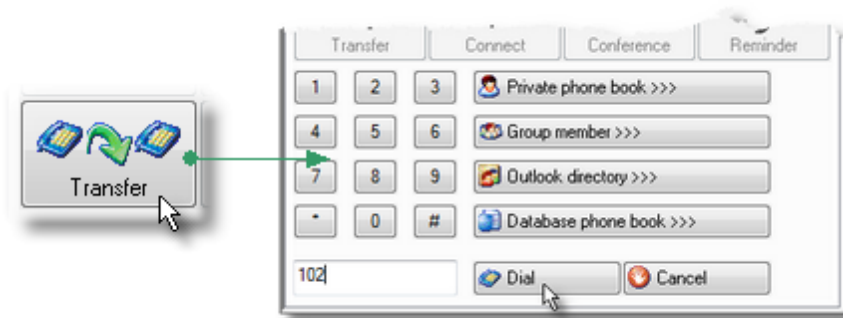 Transfer
Transfer Connect Conference Reminder
1 2 3 Private phone book >>>
4 5 6 Group member >>>
7 8 9 Outlook directory >>>
* 0 # Database phone book >>>
102 Dial Cancel